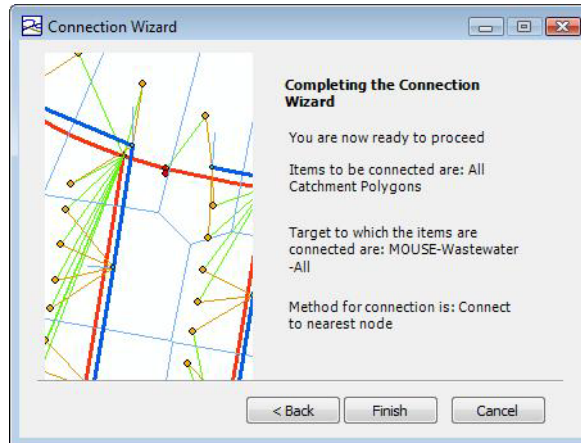 Connection Wizard
Completing the Connection
Wizard
You are now ready to proceed
Items to be connected are: All
Catchment Polygons
Target to which the items are
connected are: MOUSE-Wastewater
-All
Method for connection is: Connect
to nearest node
< Back
Finish
Cancel